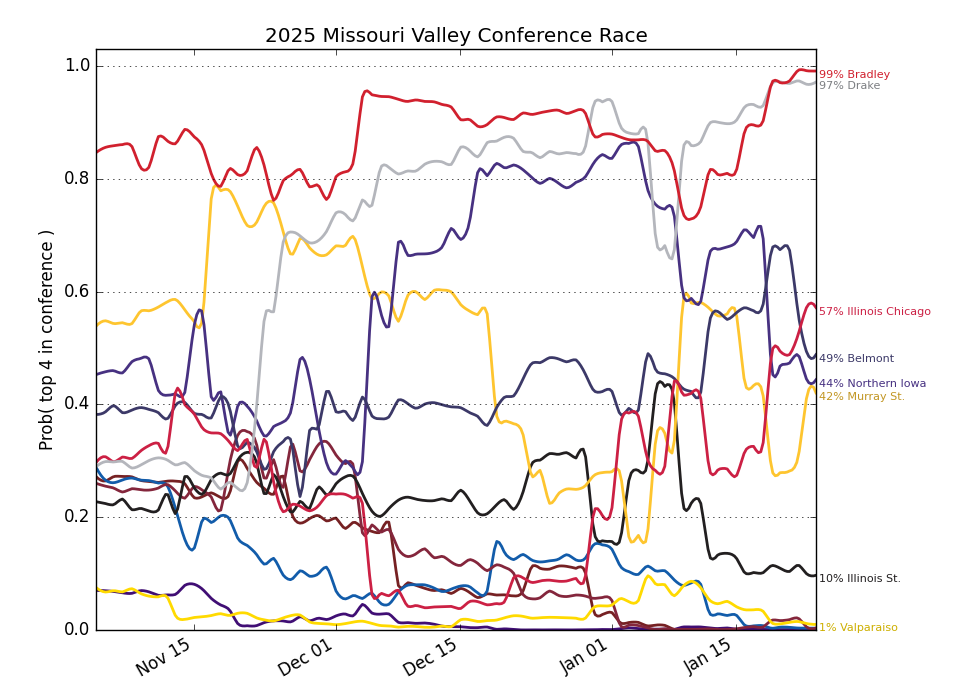 2025 Missouri Valley Conference Race
Prob( top 4 in conference )
1.0
0.8
0.6
0.4
0.2
0.0
Nov 15
Dec 01
Dec 15
Jan 01
Jan 15
99% Bradley
97% Drake
57% Illinois Chicago
49% Belmont
44% Northern Iowa
42% Murray St.
10% Illinois St.
1% Valparaiso